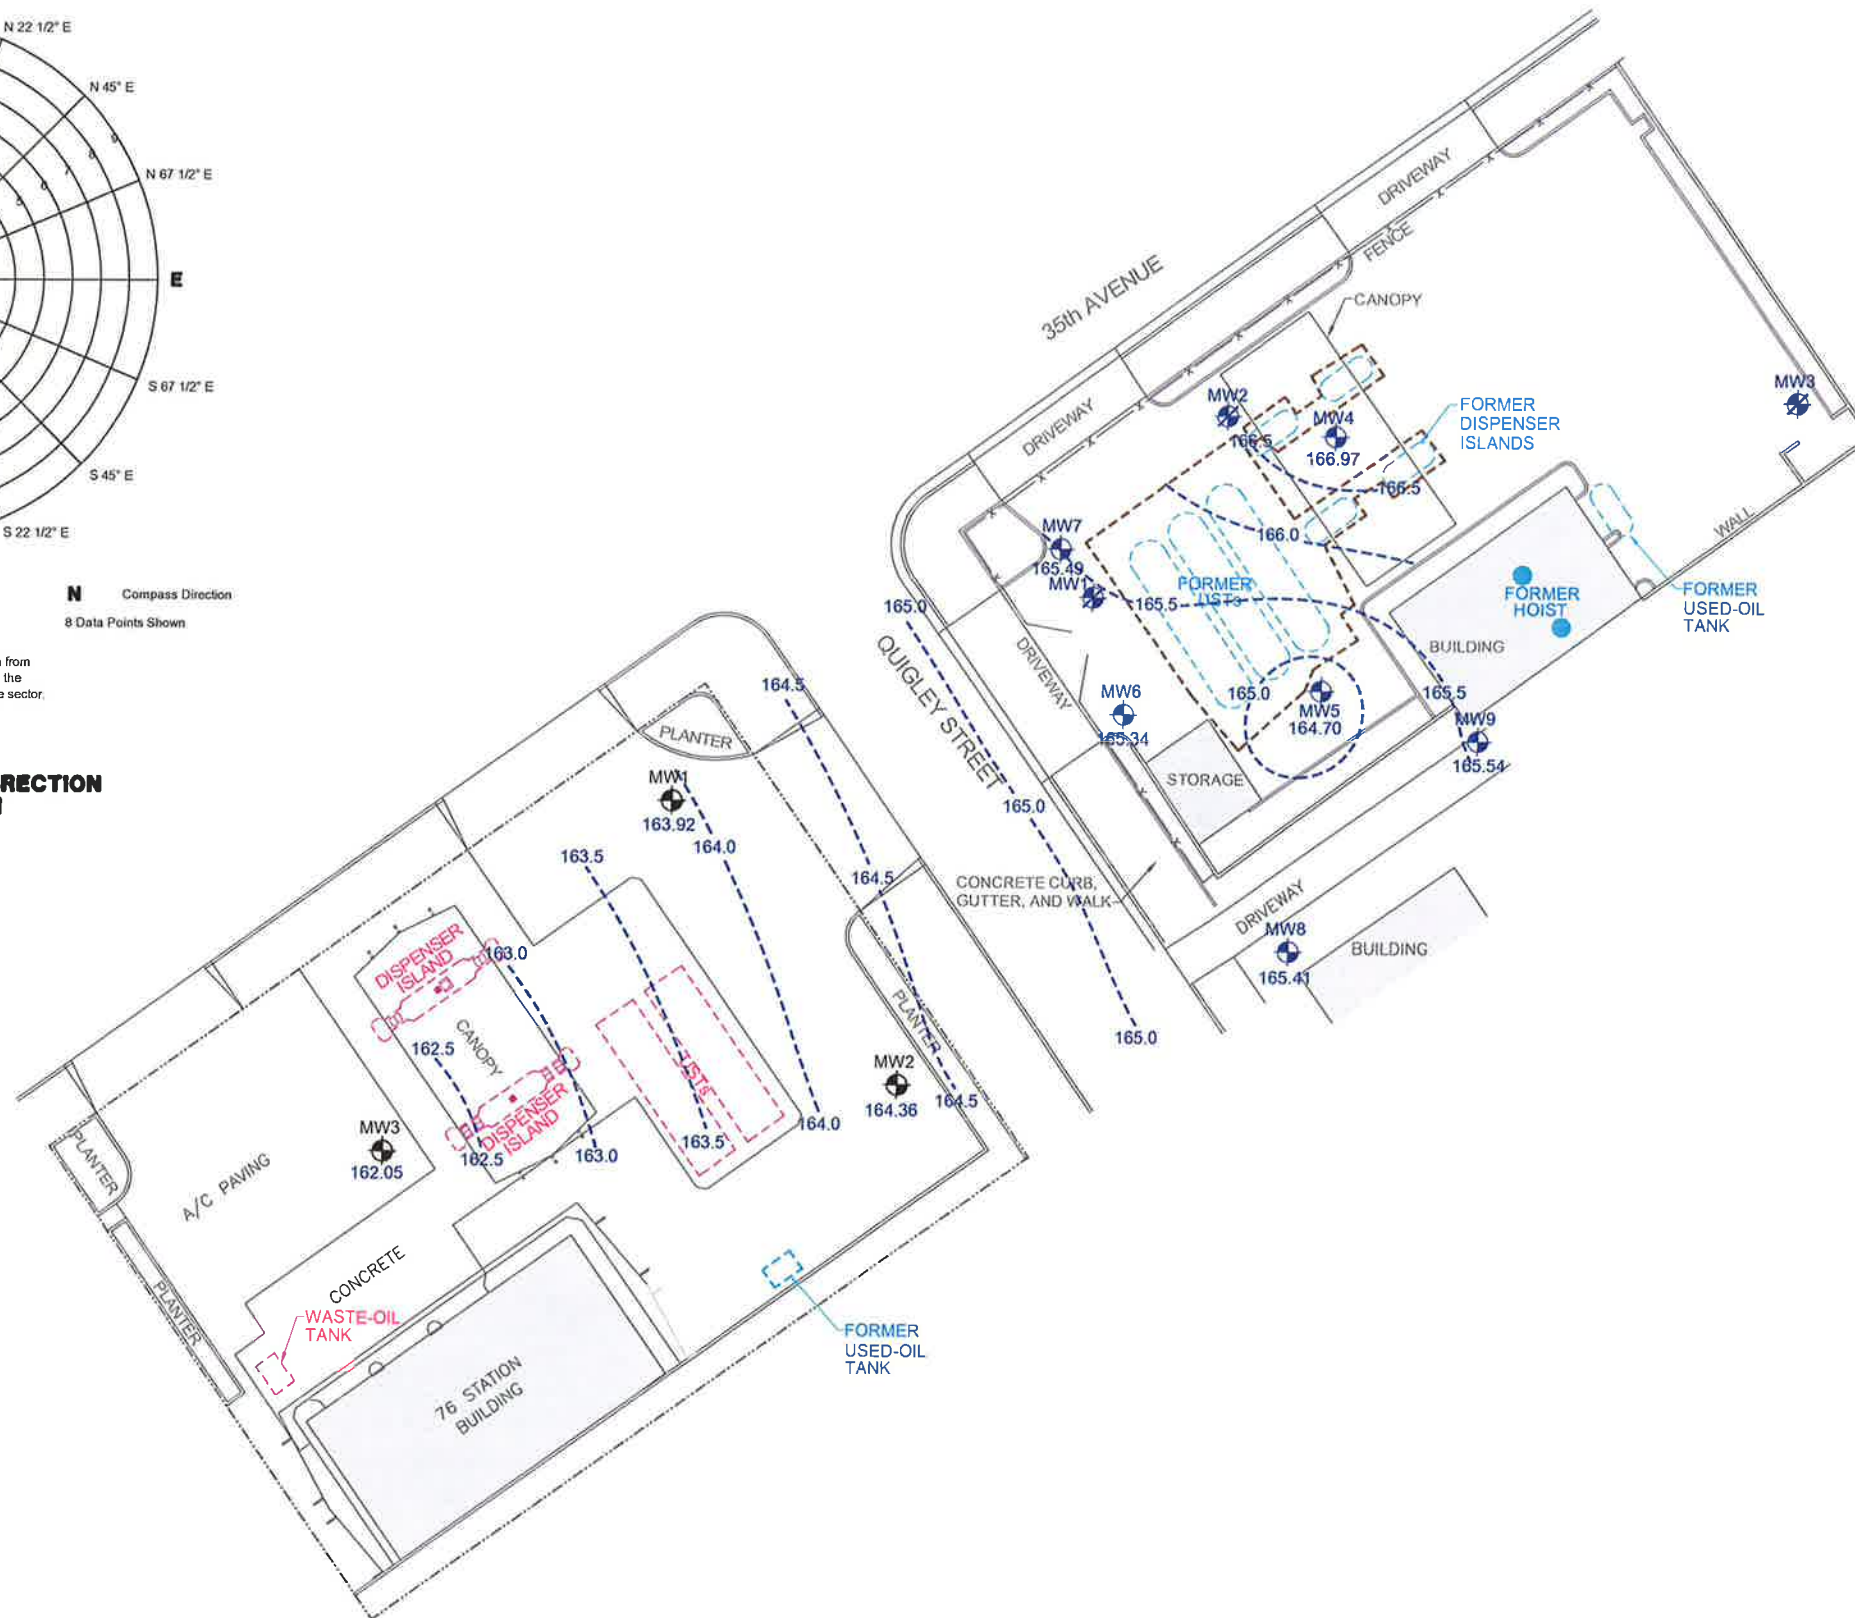 N 22 1/2° E
N 45° E
N 67 1/2° E
E
S 67 1/2° E
S 45° E
S 22 1/2° E
9
8
7
6
5
N Compass Direction
8 Data Points Shown
from
the
sector.
35th AVENUE
DRIVEWAY
FENCE
CANOPY
DRIVEWAY
MW2
166.5
MW4
166.97
166.5
FORMER
DISPENSER
ISLANDS
MW3
MW7
165.49
MW1
165.5
166.0
FORMER
USTs
165.0
QUIGLEY STREET
DRIVEWAY
MW6
165.34
165.0
MW5
164.70
STORAGE
BUILDING
FORMER
HOIST
WALL
FORMER
USED-OIL
TANK
165.5
MW9
165.54
165.0
CONCRETE CURB,
GUTTER, AND WALK
DRIVEWAY
MW8
165.41
BUILDING
165.0
164.5
PLANTER
MW1
163.92
164.0
163.5
164.5
DISPENSER
ISLAND
163.0
CANOPY
162.5
USTs
PLANTER
MW2
164.36
164.5
164.0
163.5
DISPENSER
ISLAND
163.0
162.5
MW3
162.05
PLANTER
A/C PAVING
PLANTER
CONCRETE
WASTE-OIL
TANK
76 STATION
BUILDING
FORMER
USED-OIL
TANK